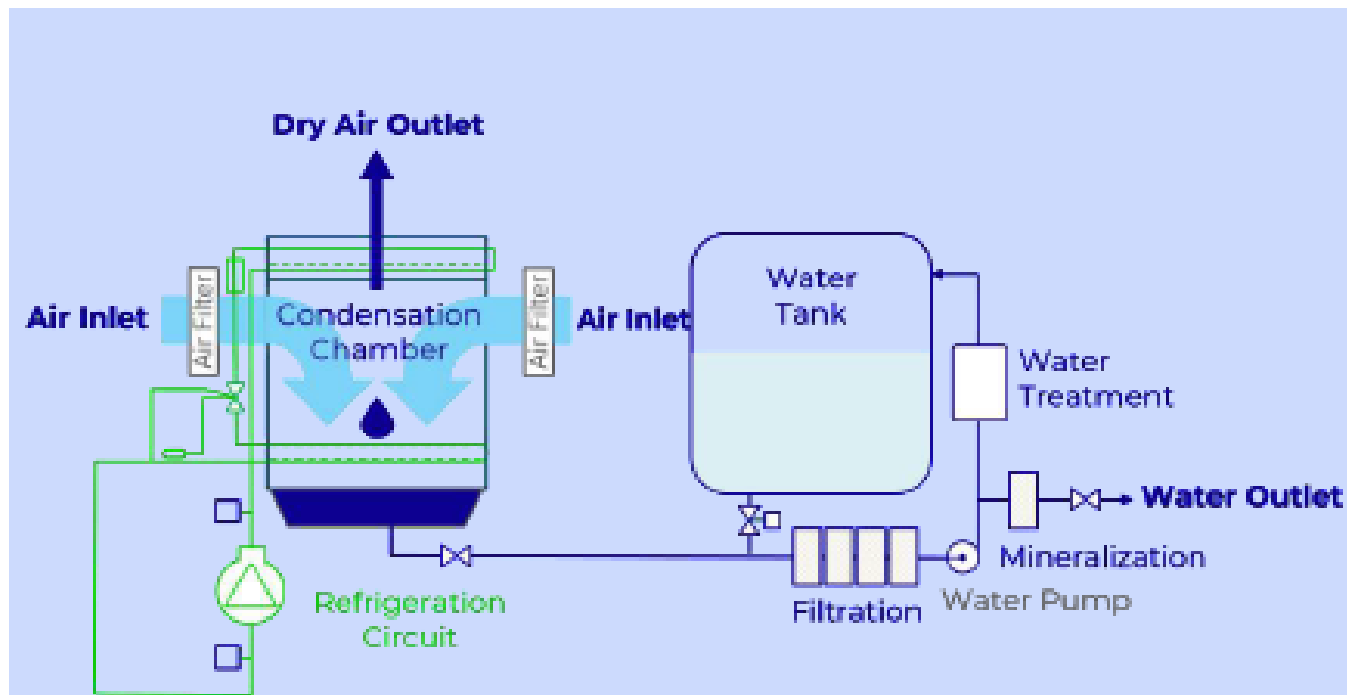 Dry Air Outlet
Air Inlet
Air Filter
Condensation
Chamber
Air Filter
Air Inlet
Water
Tank
Water
Treatment
Water Outlet
Mineralization
Water Pump
Filtration
Refrigeration
Circuit